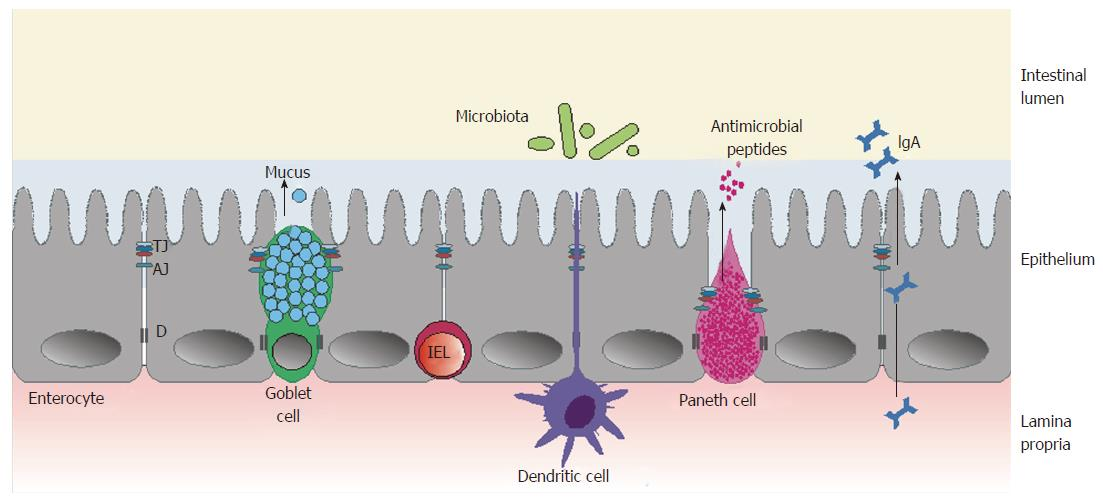 Intestinal
lumen
Microbiota
Antimicrobial
peptides
IgA
Mucus
TJ
AJ
Epithelium
D
IEL
Enterocyte
Goblet
cell
Paneth cell
Lamina
propria
Dendritic cell